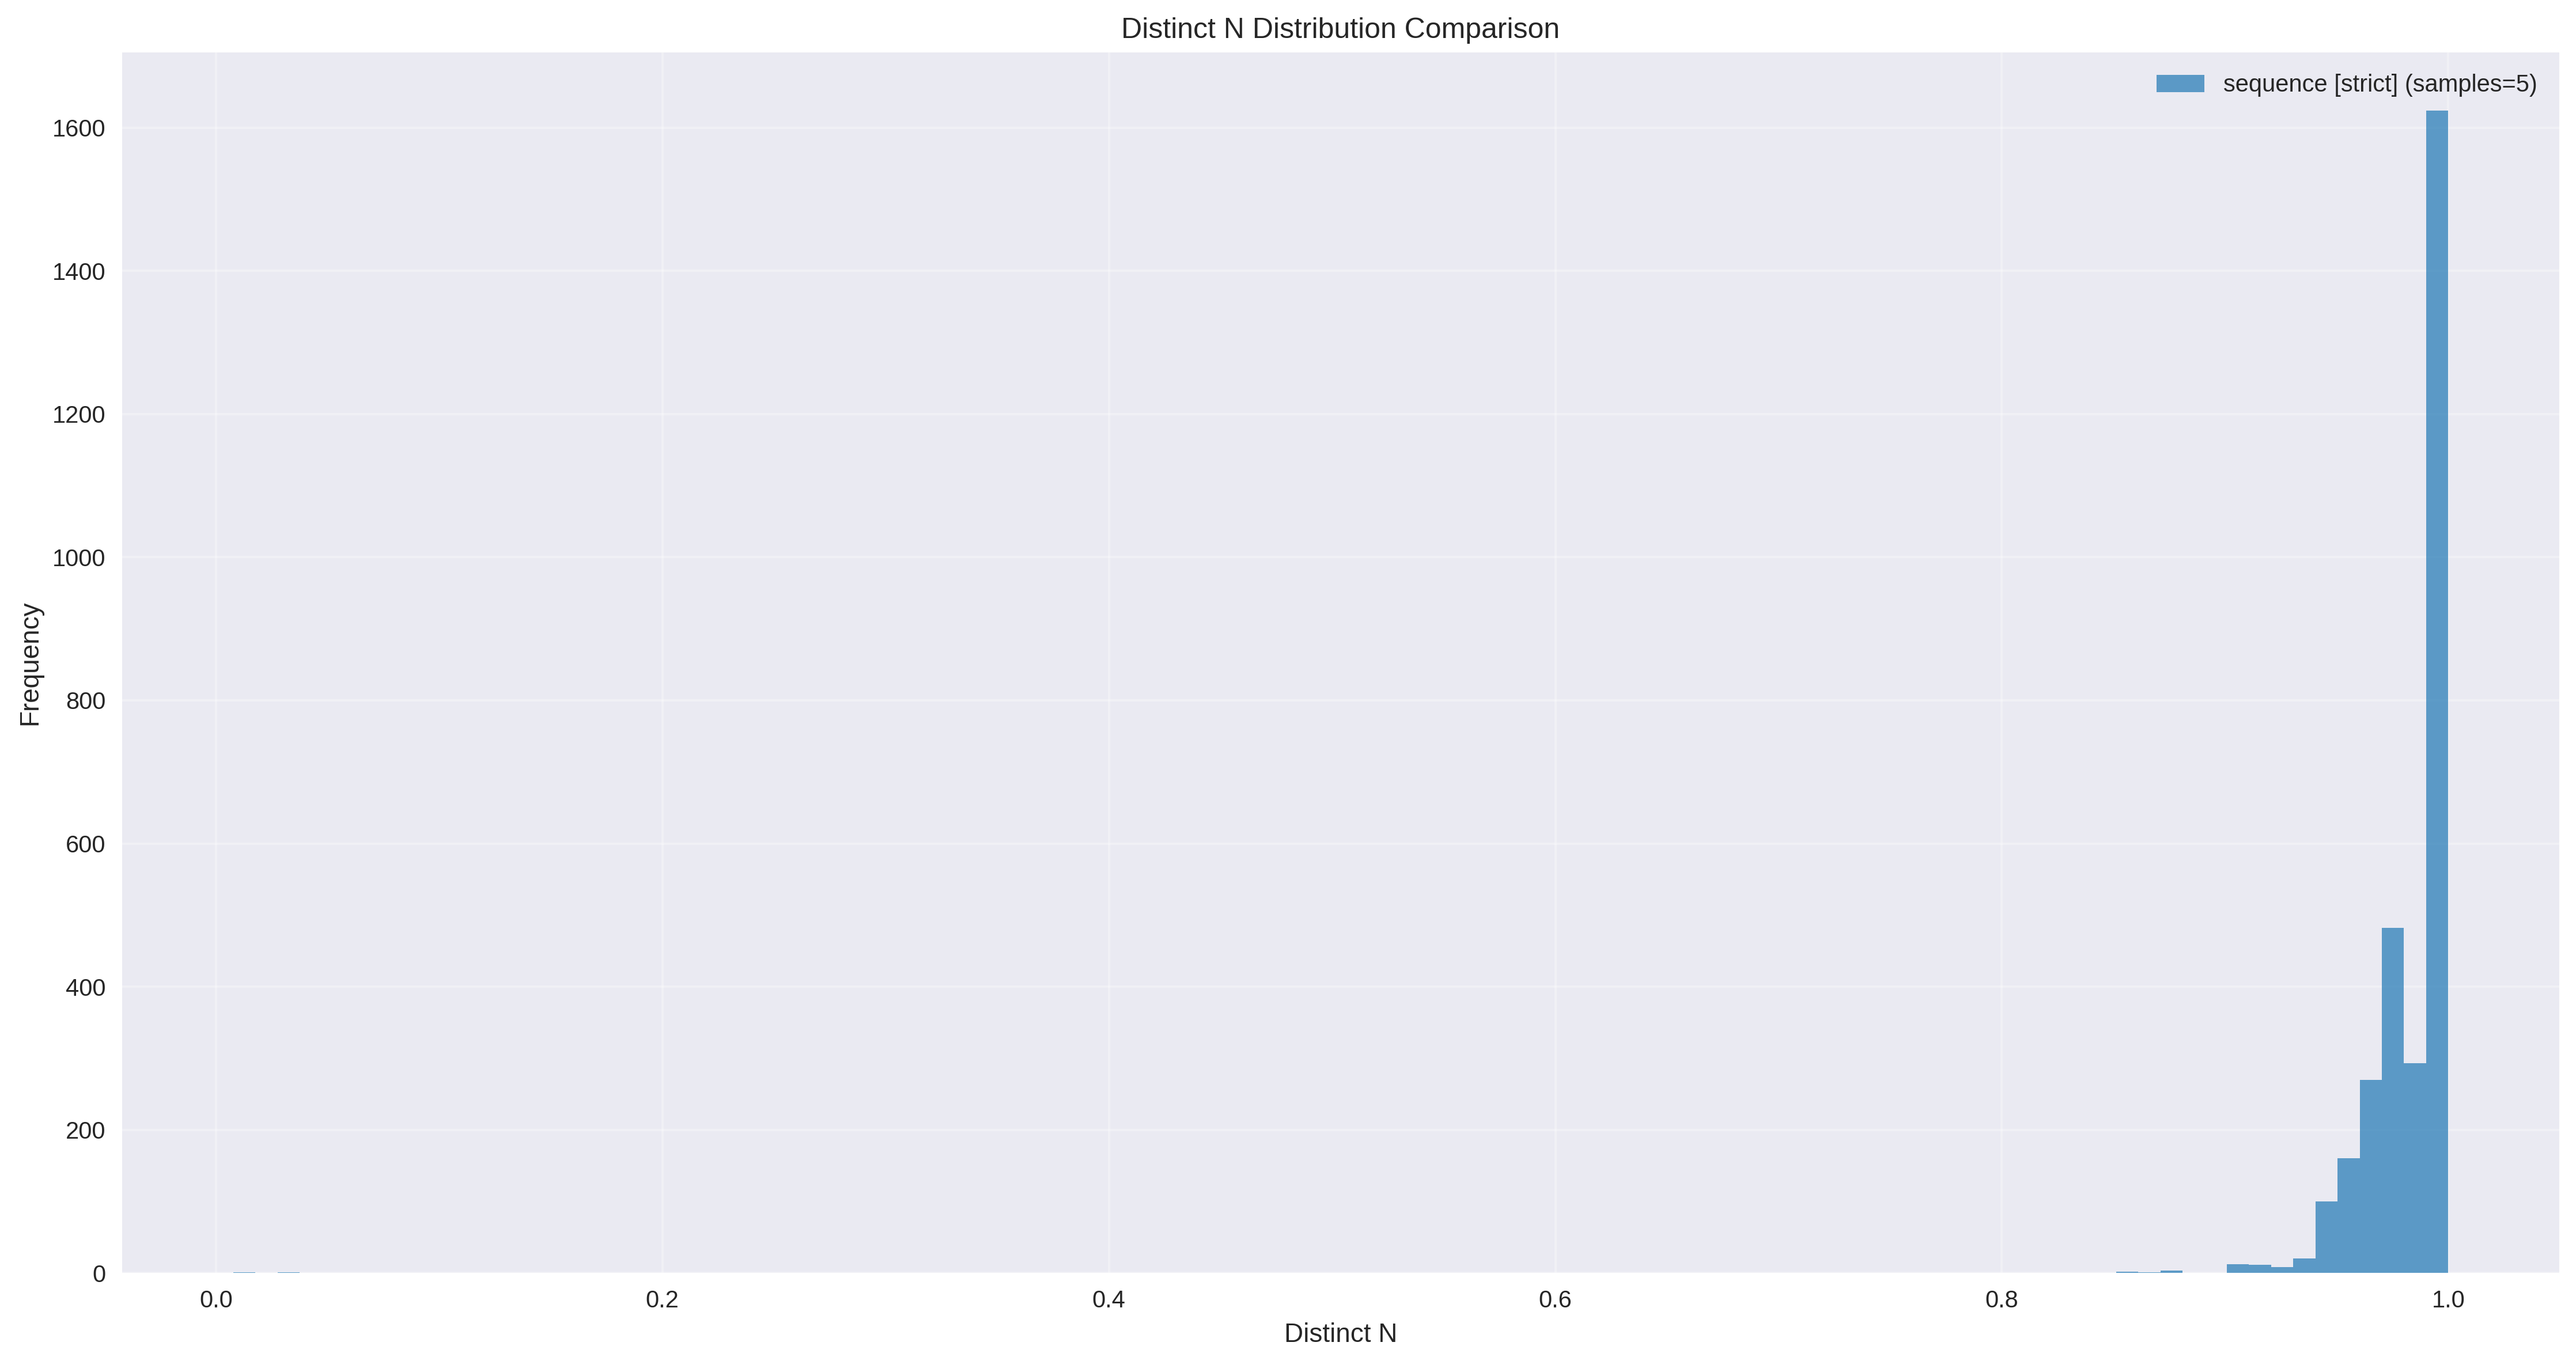 Distinct N Distribution Comparison
sequence [strict] (samples=5)
1600
1400
1200
1000
800
600
400
200
0
Frequency
0.0 0.2 0.4 0.6 0.8 1.0
Distinct N